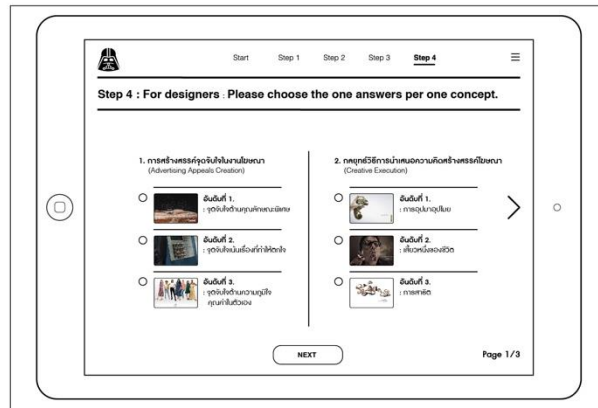 Start Step 1 Step 2 Step 3 Step 4
Step 4 : For designers : Please choose the one answers per one concept.
1. การสร้างสรรค์จุดจับใจในงานโฆษณา
(Advertising Appeals Creation)
อันดับที่ 1.
: จุดจับใจด้านคุณลักษณะพิเศษ
อันดับที่ 2.
: จุดจับใจเน้นเรื่องที่ทำให้ตกใจ
อันดับที่ 3.
: จุดจับใจด้านความภูมิใจ
คุณค่าในตัวเอง
2. กลยุทธ์วิธีการนำเสนอความคิดสร้างสรรค์โฆษณา
(Creative Execution)
อันดับที่ 1.
: การอุปมาอุปไมย
อันดับที่ 2.
: เสี้ยวหนึ่งของชีวิต
อันดับที่ 3.
: การสาธิต
NEXT
Page 1/3